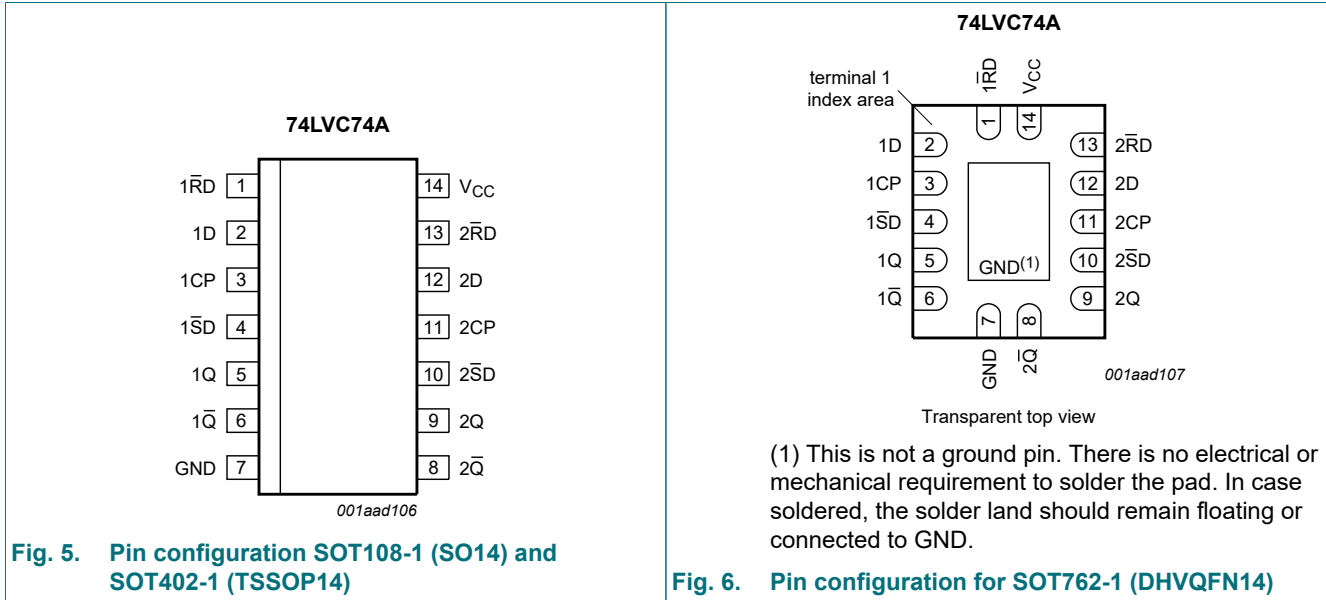 74LVC74A
1R̅D 1
14 VCC
1D 2
13 2R̅D
1CP 3
12 2D
1S̅D 4
11 2CP
1Q 5
10 2S̅D
1Q̅ 6
9 2Q
GND 7
8 2Q̅
001aad106
Fig. 5. Pin configuration SOT108-1 (SO14) and
SOT402-1 (TSSOP14)
74LVC74A
terminal 1
index area
1R̅D
VCC
1
14
1D 2
13 2R̅D
1CP 3
12 2D
1S̅D 4
11 2CP
1Q 5
10 2S̅D
1Q̅ 6
9 2Q
GND(1)
7
8
GND
2Q̅
001aad107
Transparent top view
(1) This is not a ground pin. There is no electrical or
mechanical requirement to solder the pad. In case
soldered, the solder land should remain floating or
connected to GND.
Fig. 6. Pin configuration for SOT762-1 (DHVQFN14)